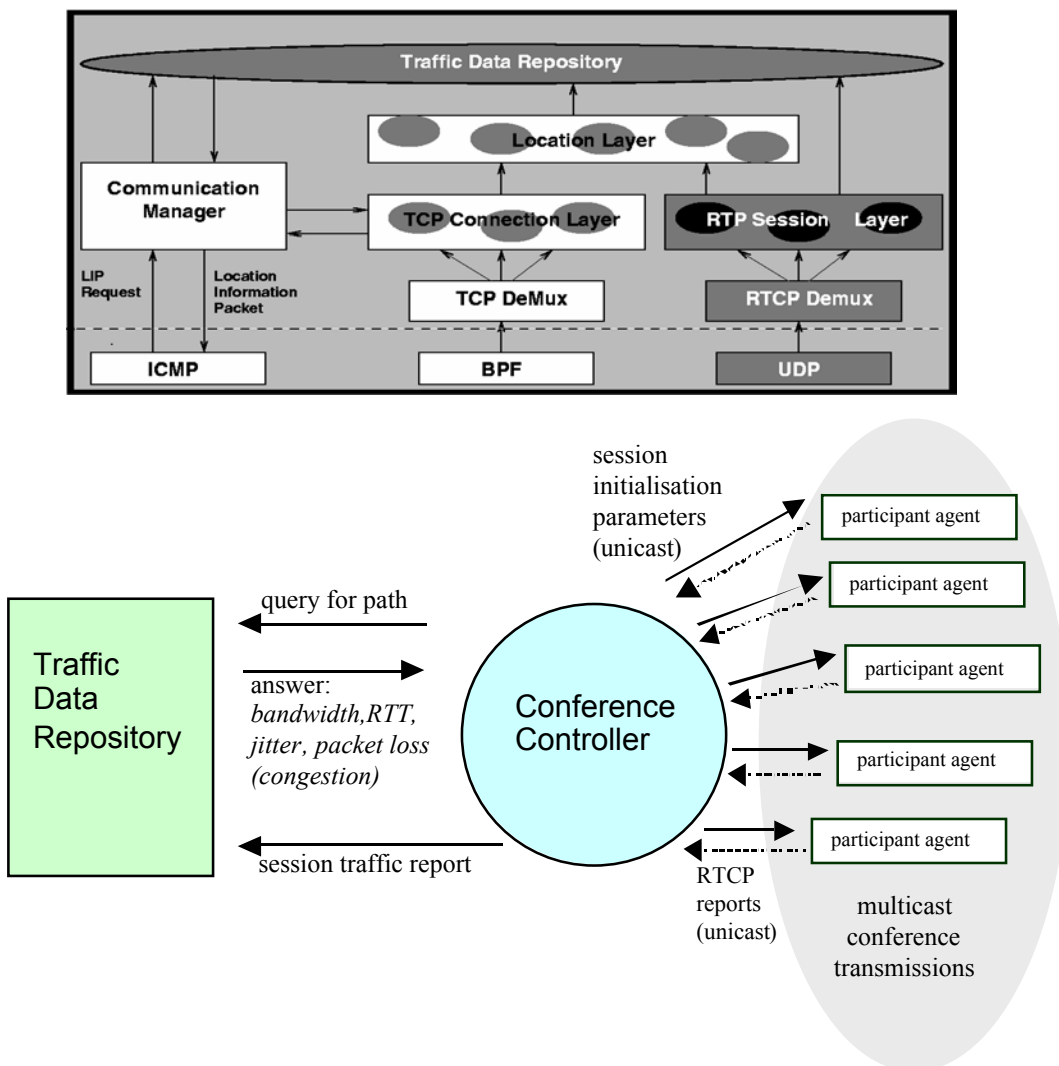 Traffic Data Repository
Location Layer
Communication
Manager
TCP Connection Layer
RTP Session Layer
LIP
Request
Location
Information
Packet
TCP DeMux
RTCP Demux
ICMP
BPF
UDP
session
initialisation
parameters
(unicast)
participant agent
participant agent
participant agent
participant agent
participant agent
query for path
Traffic
Data
Repository
answer:
bandwidth,RTT,
jitter, packet loss
(congestion)
Conference
Controller
session traffic report
RTCP
reports
(unicast)
multicast
conference
transmissions